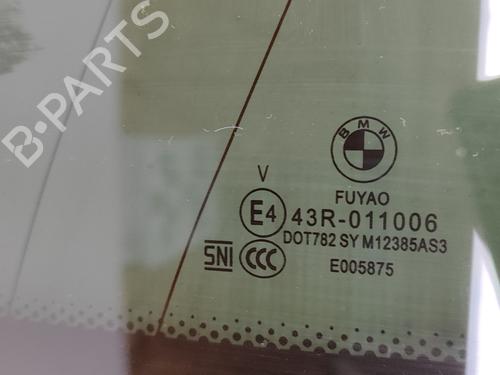 B-PARTS
BMW
FUYAO
V
E4 43R-011006
DOT782 SY M12385AS3
SNI CCC E005875